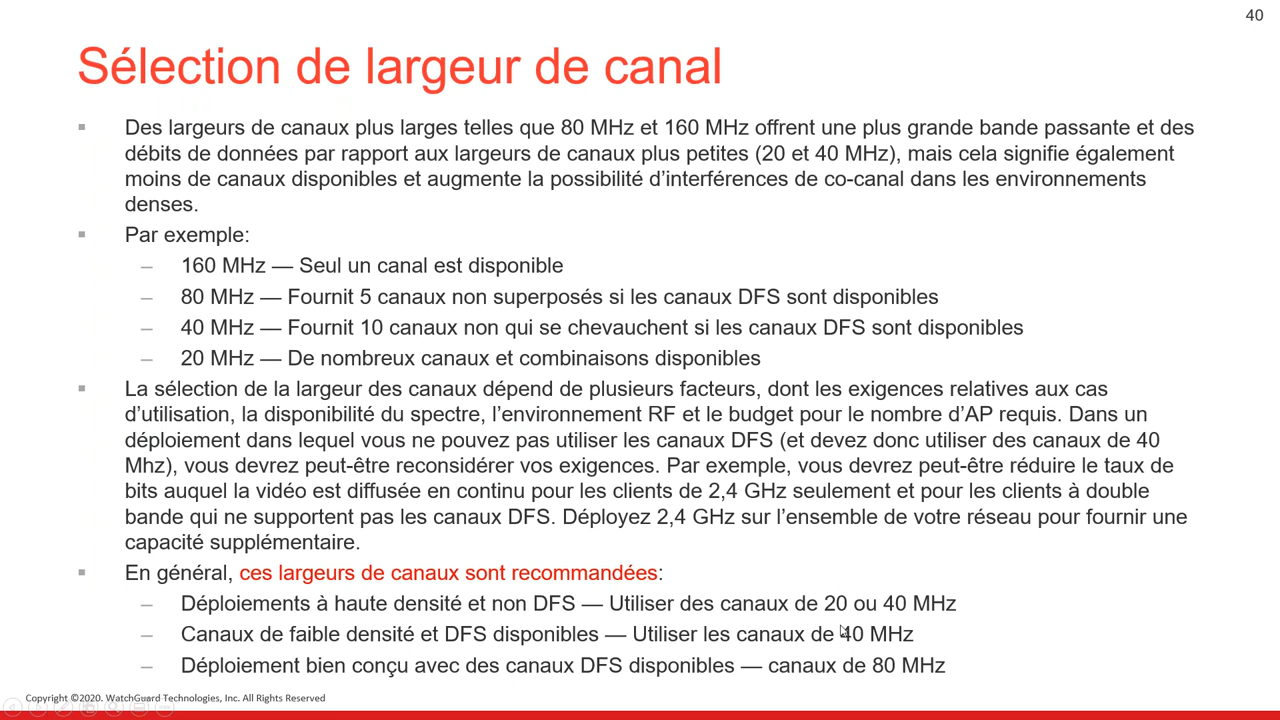 40
Sélection de largeur de canal
Des largeurs de canaux plus larges telles que 80 MHz et 160 MHz offrent une plus grande bande passante et des
débits de données par rapport aux largeurs de canaux plus petites (20 et 40 MHz), mais cela signifie également
moins de canaux disponibles et augmente la possibilité d’interférences de co-canal dans les environnements
denses.
Par exemple:
– 160 MHz — Seul un canal est disponible
– 80 MHz — Fournit 5 canaux non superposés si les canaux DFS sont disponibles
– 40 MHz — Fournit 10 canaux non qui se chevauchent si les canaux DFS sont disponibles
– 20 MHz — De nombreux canaux et combinaisons disponibles
La sélection de la largeur des canaux dépend de plusieurs facteurs, dont les exigences relatives aux cas
d’utilisation, la disponibilité du spectre, l’environnement RF et le budget pour le nombre d’AP requis. Dans un
déploiement dans lequel vous ne pouvez pas utiliser les canaux DFS (et devez donc utiliser des canaux de 40
Mhz), vous devrez peut-être reconsidérer vos exigences. Par exemple, vous devrez peut-être réduire le taux de
bits auquel la vidéo est diffusée en continu pour les clients de 2,4 GHz seulement et pour les clients à double
bande qui ne supportent pas les canaux DFS. Déployez 2,4 GHz sur l’ensemble de votre réseau pour fournir une
capacité supplémentaire.
En général, ces largeurs de canaux sont recommandées:
– Déploiements à haute densité et non DFS — Utiliser des canaux de 20 ou 40 MHz
– Canaux de faible densité et DFS disponibles — Utiliser les canaux de 40 MHz
– Déploiement bien conçu avec des canaux DFS disponibles — canaux de 80 MHz
Copyright ©2020. WatchGuard Technologies, Inc. All Rights Reserved